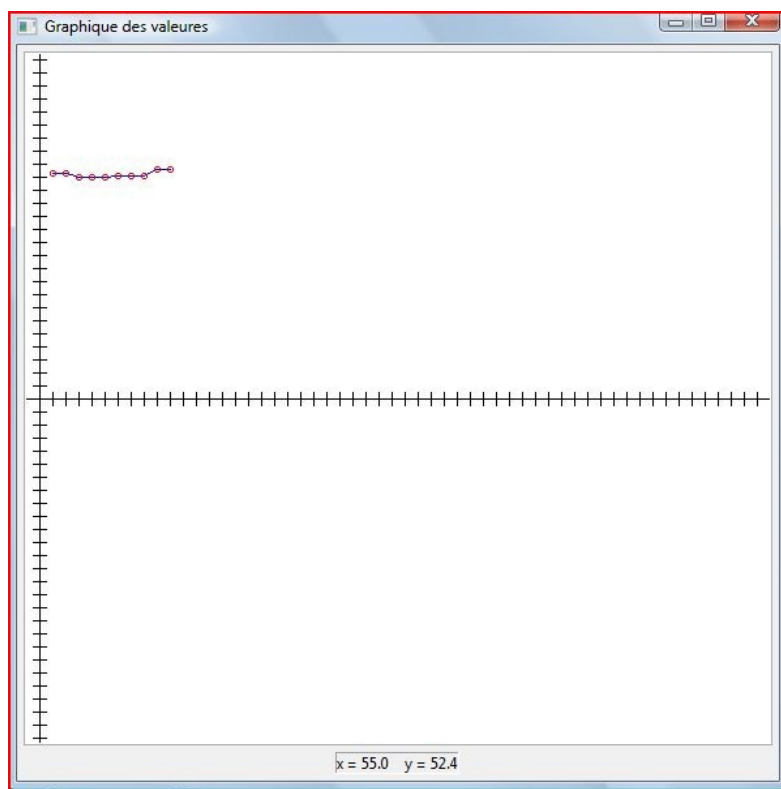 Graphique des valeures
x = 55.0 y = 52.4